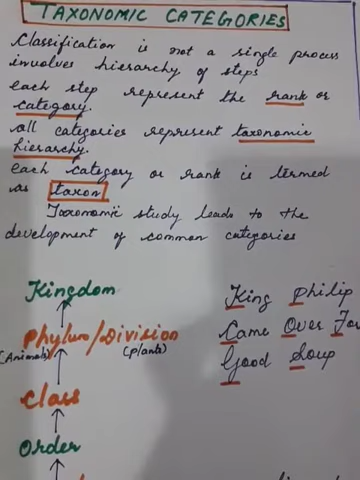 TAXONOMIC CATEGORIES
Classification is not a single process
involves hierarchy of steps
each step represent the rank or
category.
all categories represent taxonomic
hierarchy.
each category or rank is termed
as taxon
Taxonomic study leads to the
development of common categories
Kingdom
King Philip
Phylum/Division
(Animals) (plants)
Came Over For
Good Soup
Class
Order